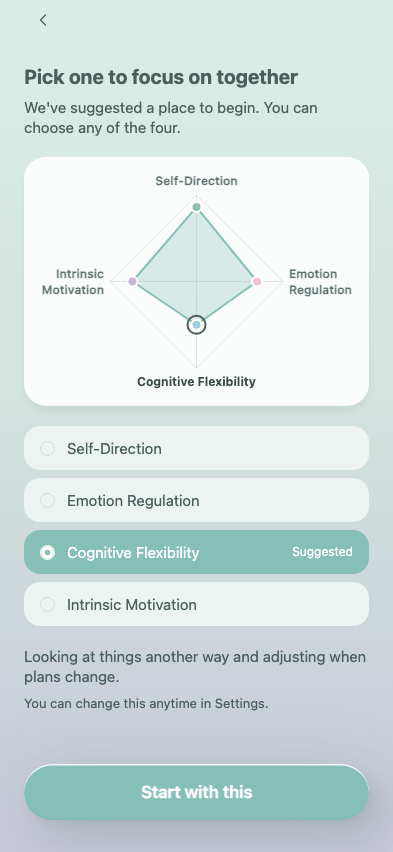 Pick one to focus on together
We've suggested a place to begin. You can
choose any of the four.
Self-Direction
Intrinsic
Motivation
Emotion
Regulation
Cognitive Flexibility
Self-Direction
Emotion Regulation
Cognitive Flexibility Suggested
Intrinsic Motivation
Looking at things another way and adjusting when
plans change.
You can change this anytime in Settings.
Start with this